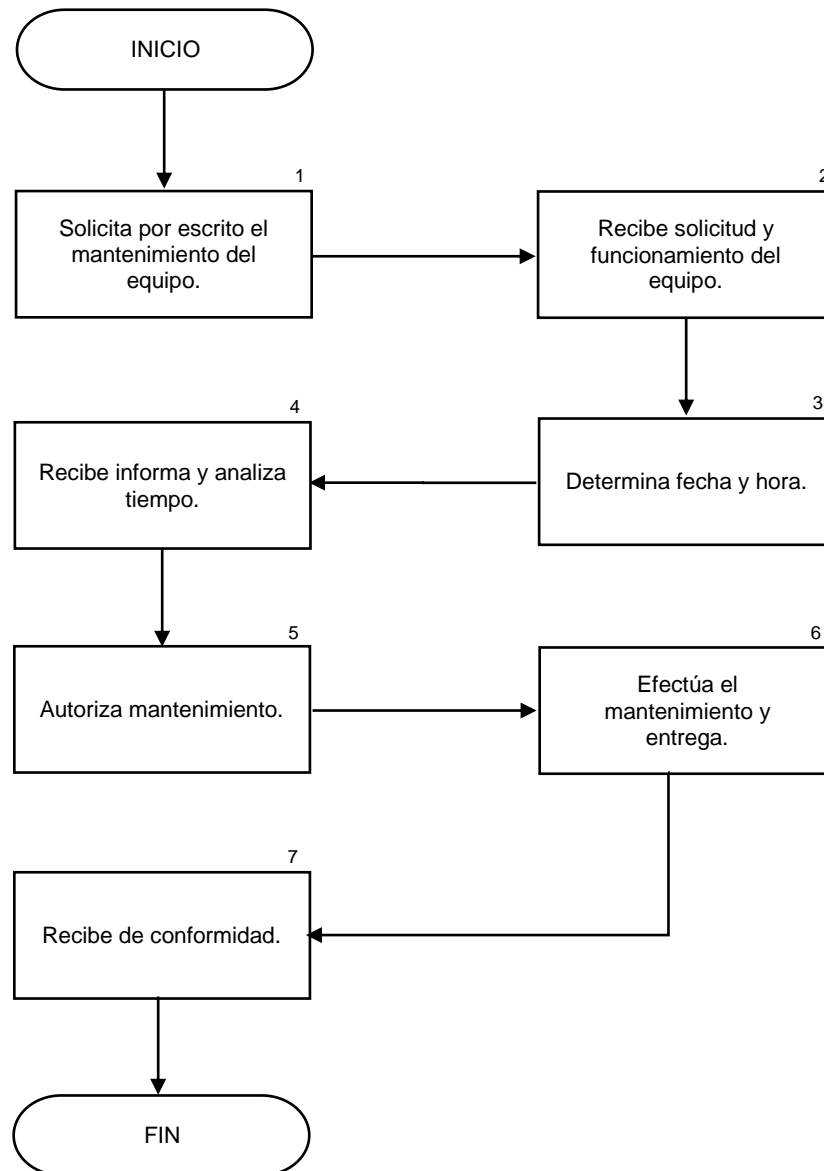 INICIO
1
Solicita por escrito el
mantenimiento del
equipo.
2
Recibe solicitud y
funcionamiento del
equipo.
3
Determina fecha y hora.
4
Recibe informa y analiza
tiempo.
5
Autoriza mantenimiento.
6
Efectúa el
mantenimiento y
entrega.
7
Recibe de conformidad.
FIN